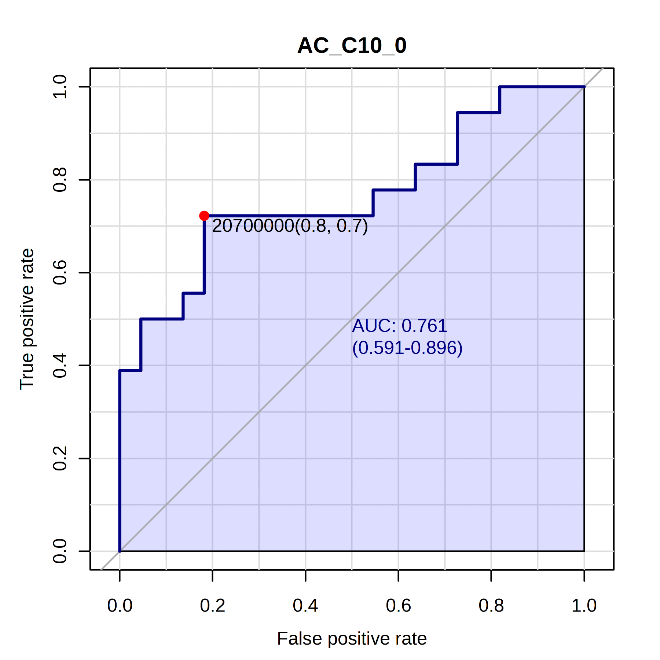 AC_C10_0
1.0
0.8
0.6
0.4
0.2
0.0
True positive rate
20700000(0.8, 0.7)
AUC: 0.761
(0.591-0.896)
0.0 0.2 0.4 0.6 0.8 1.0
False positive rate